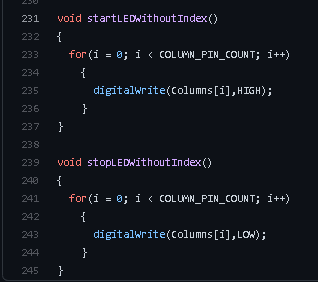 231 void startLEDWithoutIndex()
232 {
233 for(i = 0; i < COLUMN_PIN_COUNT; i++)
234 {
235 digitalWrite(Columns[i],HIGH);
236 }
237 }
238
239 void stopLEDWithoutIndex()
240 {
241 for(i = 0; i < COLUMN_PIN_COUNT; i++)
242 {
243 digitalWrite(Columns[i],LOW);
244 }
245 }